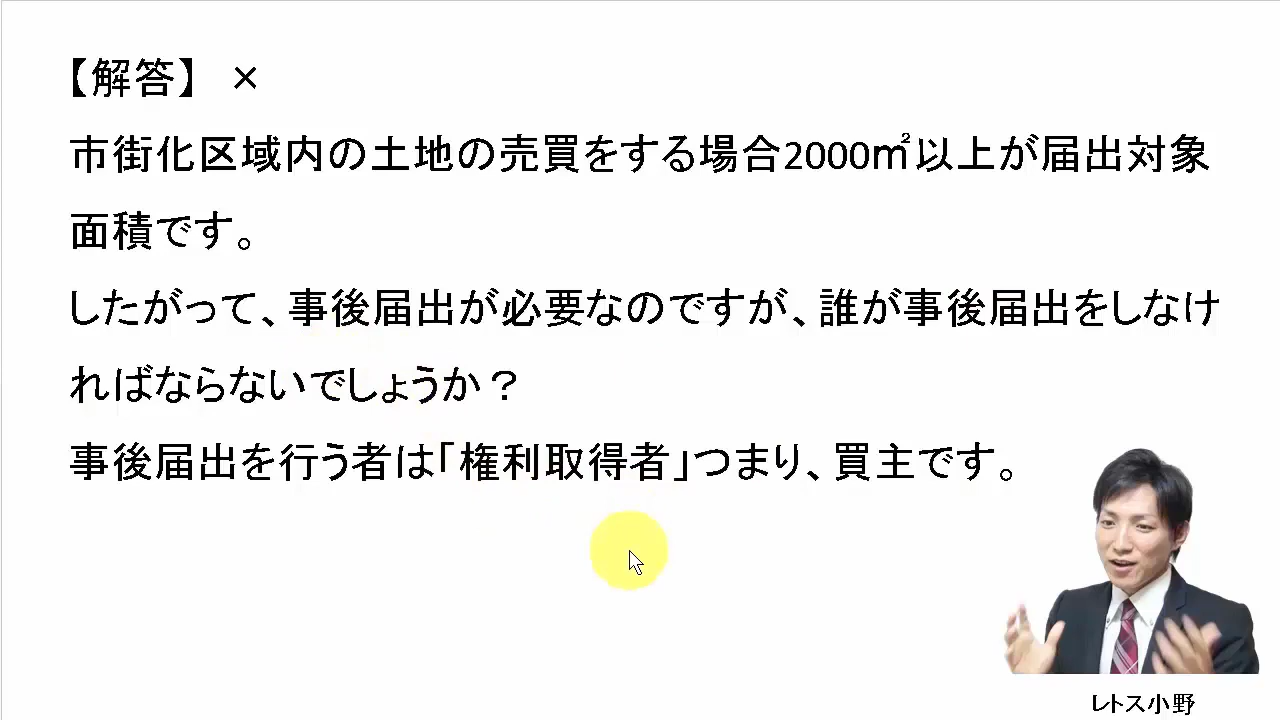 【解答】 ×
市街化区域内の土地の売買をする場合2000㎡以上が届出対象
面積です。
したがって、事後届出が必要なのですが、誰が事後届出をしなけ
ればならないでしょうか？
事後届出を行う者は「権利取得者」つまり、買主です。
レトス小野